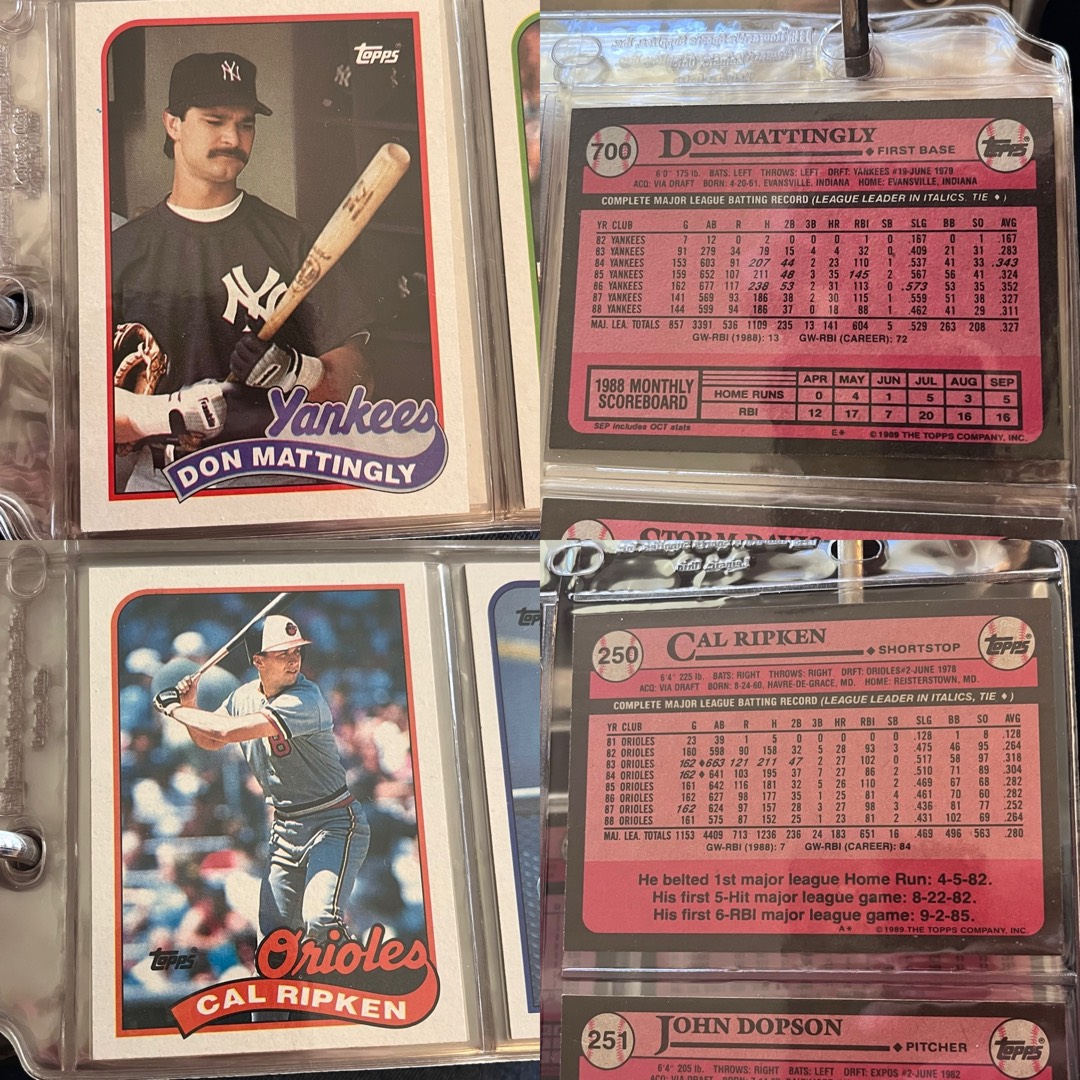 Topps
NY
NY
Franklin
Yankees
DON MATTINGLY
700
DON MATTINGLY
◆ FIRST BASE
Topps
6'0" 175 lb. BATS: LEFT THROWS: LEFT DRFT: YANKEES #19-JUNE 1979
ACQ: VIA DRAFT BORN: 4-20-61, EVANSVILLE, INDIANA HOME: EVANSVILLE, INDIANA
COMPLETE MAJOR LEAGUE BATTING RECORD (LEAGUE LEADER IN ITALICS, TIE ♦)
YR CLUB G AB R H 2B 3B HR RBI SB SLG BB SO AVG
82 YANKEES 7 12 0 2 0 0 0 1 0 .167 0 1 .167
83 YANKEES 91 279 34 79 15 4 4 32 0 .409 21 31 .283
84 YANKEES 153 603 91 207 44 2 23 110 1 .537 41 33 .343
85 YANKEES 159 652 107 211 48 3 35 145 2 .567 56 41 .324
86 YANKEES 162 677 117 238 53 2 31 113 0 .573 53 35 .352
87 YANKEES 141 569 93 186 38 2 30 115 1 .559 51 38 .327
88 YANKEES 144 599 94 186 37 0 18 88 1 .462 41 29 .311
MAJ. LEA. TOTALS 857 3391 536 1109 235 13 141 604 5 .529 263 208 .327
GW-RBI (1988): 13 GW-RBI (CAREER): 72
1988 MONTHLY SCOREBOARD
APR MAY JUN JUL AUG SEP
HOME RUNS 0 4 1 5 3 5
RBI 12 17 7 20 16 16
SEP includes OCT stats
E* ©1989 THE TOPPS COMPANY, INC.
8
Topps
Orioles
CAL RIPKEN
250
CAL RIPKEN
◆ SHORTSTOP
Topps
6'4" 225 lb. BATS: RIGHT THROWS: RIGHT DRFT: ORIOLES #2 JUNE 1978
ACQ: VIA DRAFT BORN: 8-24-60, HAVRE-DE-GRACE, MD. HOME: REISTERSTOWN, MD.
COMPLETE MAJOR LEAGUE BATTING RECORD (LEAGUE LEADER IN ITALICS, TIE ♦)
YR CLUB G AB R H 2B 3B HR RBI SB SLG BB SO AVG
81 ORIOLES 23 39 1 5 0 0 0 0 0 .128 1 8 .128
82 ORIOLES 160 598 90 158 32 5 28 93 3 .475 46 95 .264
83 ORIOLES 162 ♦663 121 211 47 2 27 102 0 .517 58 97 .318
84 ORIOLES 162 ♦641 103 195 37 7 27 86 2 .510 71 89 .304
85 ORIOLES 161 642 116 181 32 5 26 110 2 .469 67 68 .282
86 ORIOLES 162 627 98 177 35 1 25 81 4 .461 70 60 .282
87 ORIOLES 162 624 97 157 28 3 27 98 3 .436 81 77 .252
88 ORIOLES 161 575 87 152 25 1 23 81 2 .431 102 69 .264
MAJ. LEA. TOTALS 1153 4409 713 1236 236 24 183 651 16 .469 496 563 .280
GW-RBI (1988): 7 GW-RBI (CAREER): 84
He belted 1st major league Home Run: 4-5-82.
His first 5-Hit major league game: 8-22-82.
His first 6-RBI major league game: 9-2-85.
A* ©1989 THE TOPPS COMPANY, INC.
251
JOHN DOPSON
◆ PITCHER
Topps
6'4" 205 lb. THROWS: RIGHT BATS: LEFT DRFT: EXPOS #2-JUNE 1982